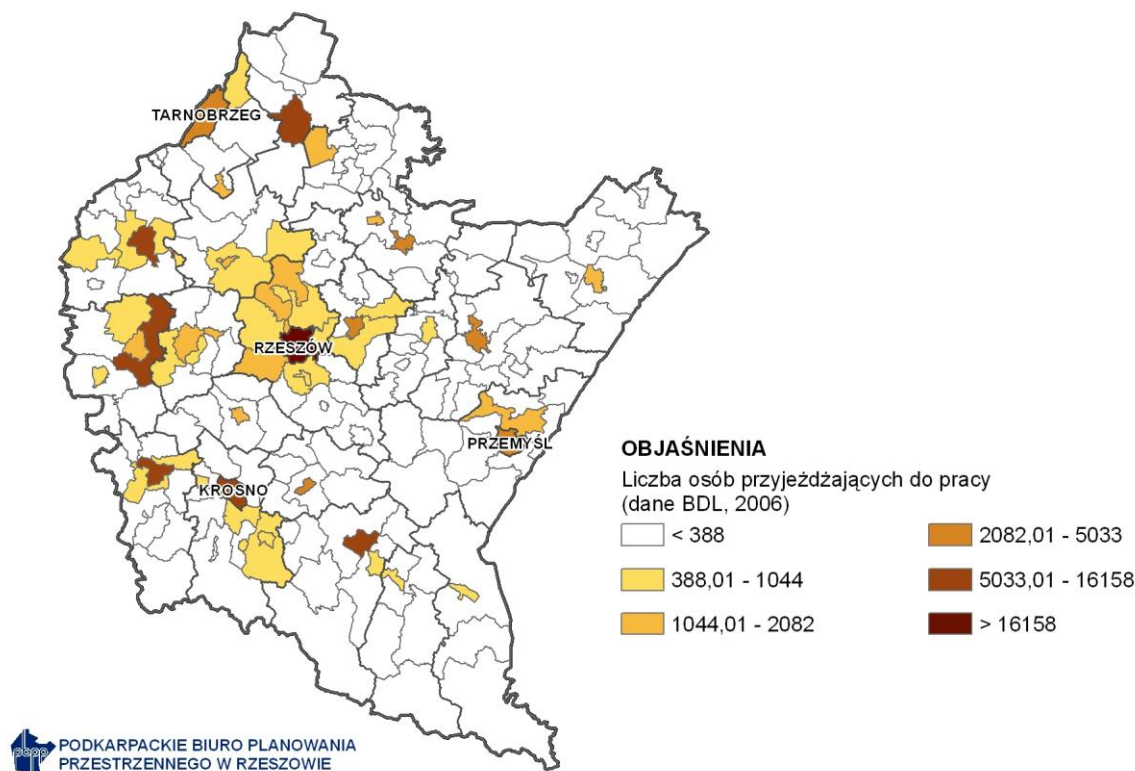 TARNOBRZEG
RZESZÓW
PRZEMYŚL
KROSNO
OBJAŚNIENIA
Liczba osób przyjeżdżających do pracy
(dane BDL, 2006)
< 388
388,01 - 1044
1044,01 - 2082
2082,01 - 5033
5033,01 - 16158
> 16158
pbpp
PODKARPACKIE BIURO PLANOWANIA
PRZESTRZENNEGO W RZESZOWIE